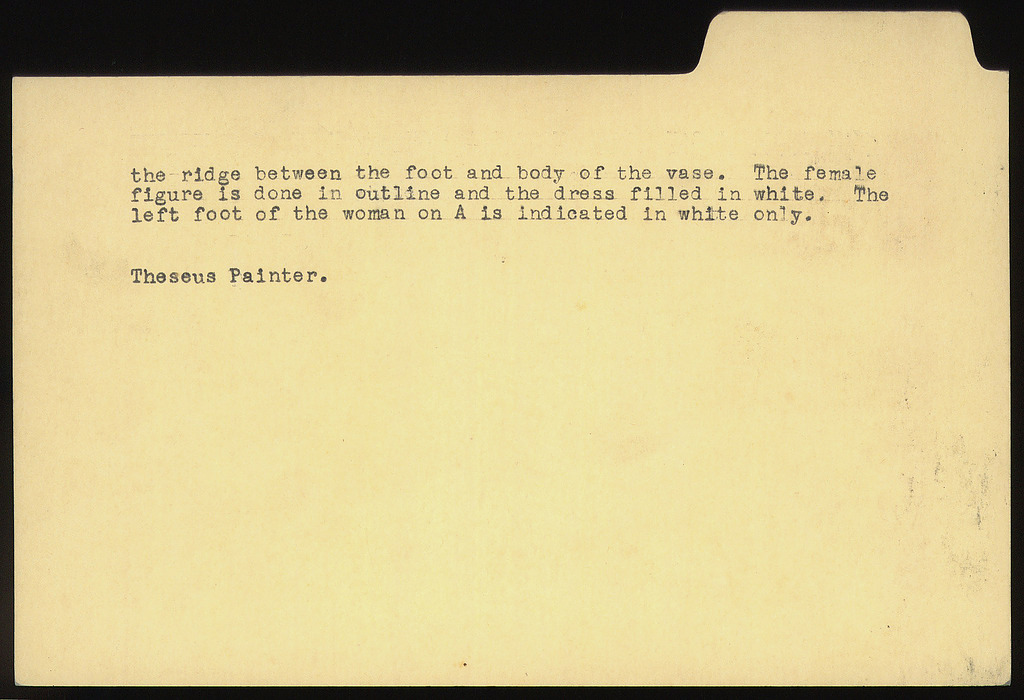 the ridge between the foot and body of the vase.  The female
figure is done in outline and the dress filled in white.  The
left foot of the woman on A is indicated in white only.
Theseus Painter.